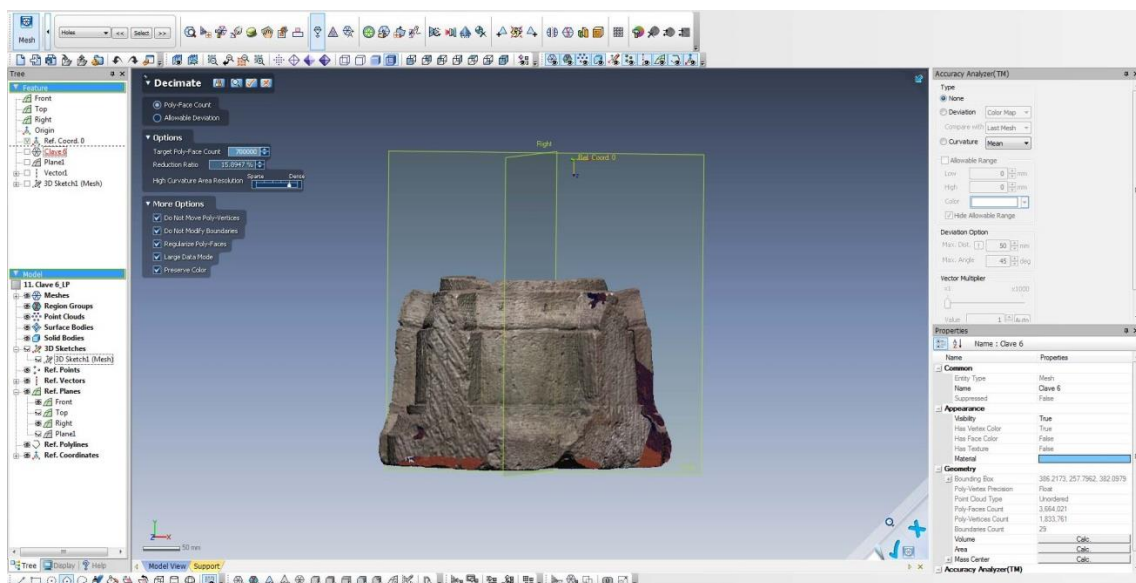 Mesh
Holes
<<
Select
>>
Tree
Feature
Front
Top
Right
Origin
Ref. Coord. 0
Clave 6
Plane1
Vector1
3D Sketch1 (Mesh)
Model
11. Clave 6_LP
Meshes
Region Groups
Point Clouds
Surface Bodies
Solid Bodies
3D Sketches
3D Sketch1 (Mesh)
Ref. Points
Ref. Vectors
Ref. Planes
Front
Top
Right
Plane1
Ref. Polylines
Ref. Coordinates
Tree Display Help
Decimate
Poly-Face Count
Allowable Deviation
Options
Target Poly-Face Count 700000
Reduction Ratio 15.8947 %
Sparse Dense
High Curvature Area Resolution
More Options
Do Not Move Poly-Vertices
Do Not Modify Boundaries
Regularize Poly-Faces
Large Data Mode
Preserve Color
Right
Ref. Coord. 0
50 mm
Model View Support
Accuracy Analyzer(TM)
Type
None
Deviation Color Map
Compare with Last Mesh
Curvature Mean
Allowable Range
Low 0 mm
High 0 mm
Color
Hide Allowable Range
Deviation Option
Max. Dist. 50 mm
Max. Angle 45 deg
Vector Multiplier
x1000
Value 1 Auto
Properties
Name : Clave 6
Name Properties
Common
Entity Type Mesh
Name Clave 6
Suppressed False
Appearance
Visibility True
Has Vertex Color True
Has Face Color False
Has Texture False
Material
Geometry
Bounding Box 386.2173, 257.7962, 382.0979
Poly-Vertex Precision Float
Point Cloud Type Unordered
Poly-Faces Count 3,664,021
Poly-Vertices Count 1,833,761
Boundaries Count 29
Volume Calc.
Area Calc.
Mass Center Calc.
Accuracy Analyzer(TM)